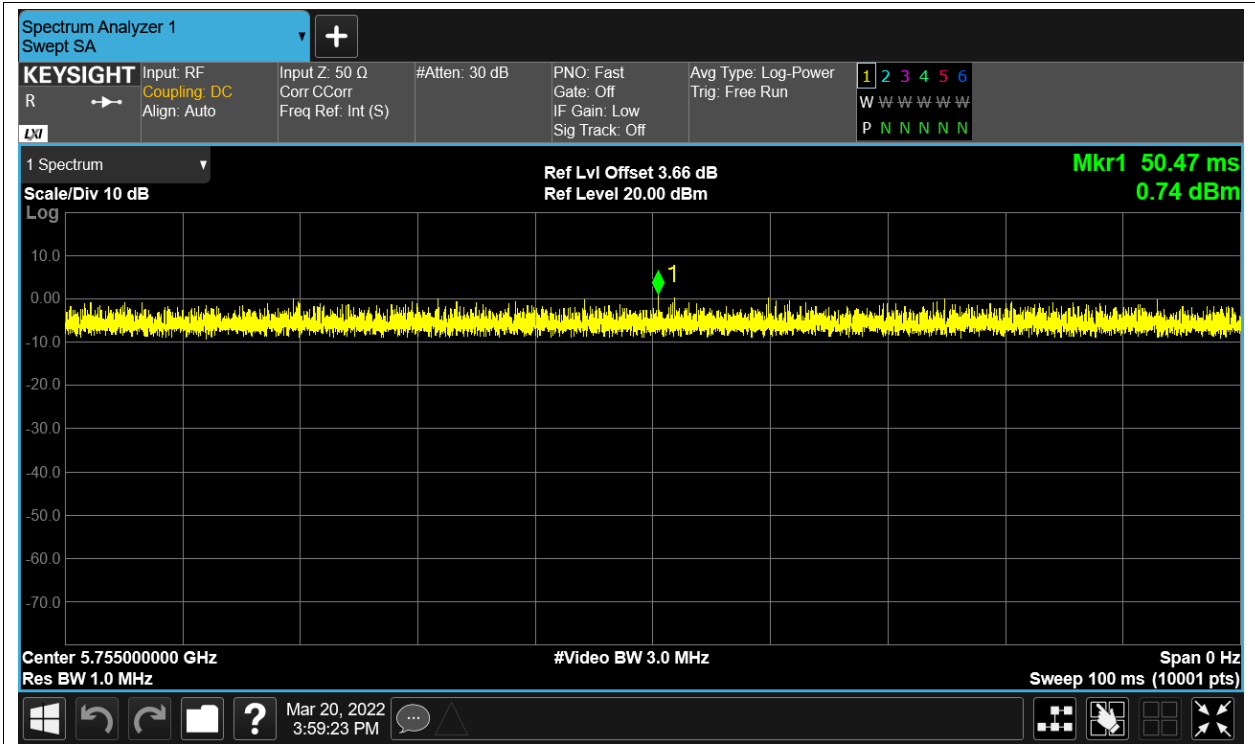 Spectrum Analyzer 1
Swept SA
KEYSIGHT
R
LXI
Input: RF
Coupling: DC
Align: Auto
Input Z: 50 Ω
Corr CCorr
Freq Ref: Int (S)
#Atten: 30 dB
PNO: Fast
Gate: Off
IF Gain: Low
Sig Track: Off
Avg Type: Log-Power
Trig: Free Run
1 2 3 4 5 6
W W W W W W
P N N N N N
1 Spectrum
Scale/Div 10 dB
Log
Ref Lvl Offset 3.66 dB
Ref Level 20.00 dBm
Mkr1 50.47 ms
0.74 dBm
1
10.0
0.00
-10.0
-20.0
-30.0
-40.0
-50.0
-60.0
-70.0
Center 5.755000000 GHz
Res BW 1.0 MHz
#Video BW 3.0 MHz
Span 0 Hz
Sweep 100 ms (10001 pts)
?
Mar 20, 2022
3:59:23 PM